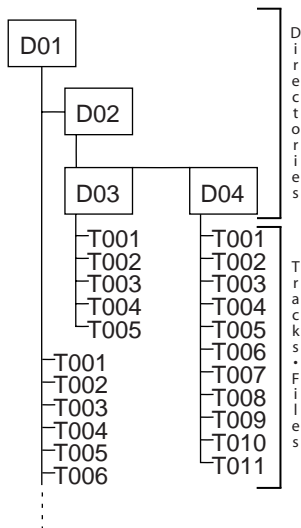 D01
D02
D03
D04
T001
T002
T003
T004
T005
T001
T002
T003
T004
T005
T006
T007
T008
T009
T010
T011
T001
T002
T003
T004
T005
T006
Directories
Tracks・Files